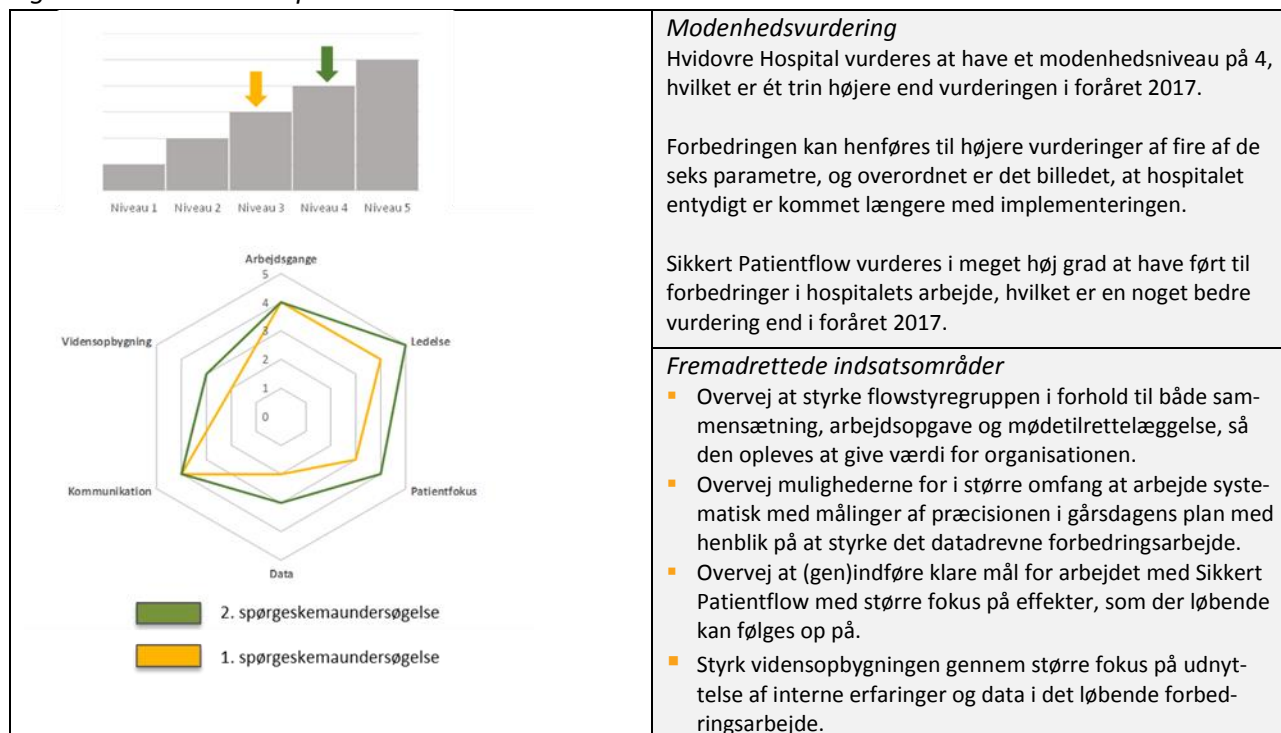 Niveau 1 Niveau 2 Niveau 3 Niveau 4 Niveau 5
Arbejdsgange
5
4
3
2
1
0
Vidensopbygning
Ledelse
Kommunikation
Patientfokus
Data
2. spørgeskemaundersøgelse
1. spørgeskemaundersøgelse
Modenhedsvurdering
Hvidovre Hospital vurderes at have et modenhedsniveau på 4,
hvilket er ét trin højere end vurderingen i foråret 2017.
Forbedringen kan henføres til højere vurderinger af fire af de
seks parametre, og overordnet er det billedet, at hospitalet
entydigt er kommet længere med implementeringen.
Sikkert Patientflow vurderes i meget høj grad at have ført til
forbedringer i hospitalets arbejde, hvilket er en noget bedre
vurdering end i foråret 2017.
Fremadrettede indsatsområder
▪ Overvej at styrke flowstyregruppen i forhold til både sam-
mensætning, arbejdsopgave og mødetilrettelæggelse, så
den opleves at give værdi for organisationen.
▪ Overvej mulighederne for i større omfang at arbejde syste-
matisk med målinger af præcisionen i gårsdagens plan med
henblik på at styrke det datadrevne forbedringsarbejde.
▪ Overvej at (gen)indføre klare mål for arbejdet med Sikkert
Patientflow med større fokus på effekter, som der løbende
kan følges op på.
▪ Styrk vidensopbygningen gennem større fokus på udnyt-
telse af interne erfaringer og data i det løbende forbed-
ringsarbejde.